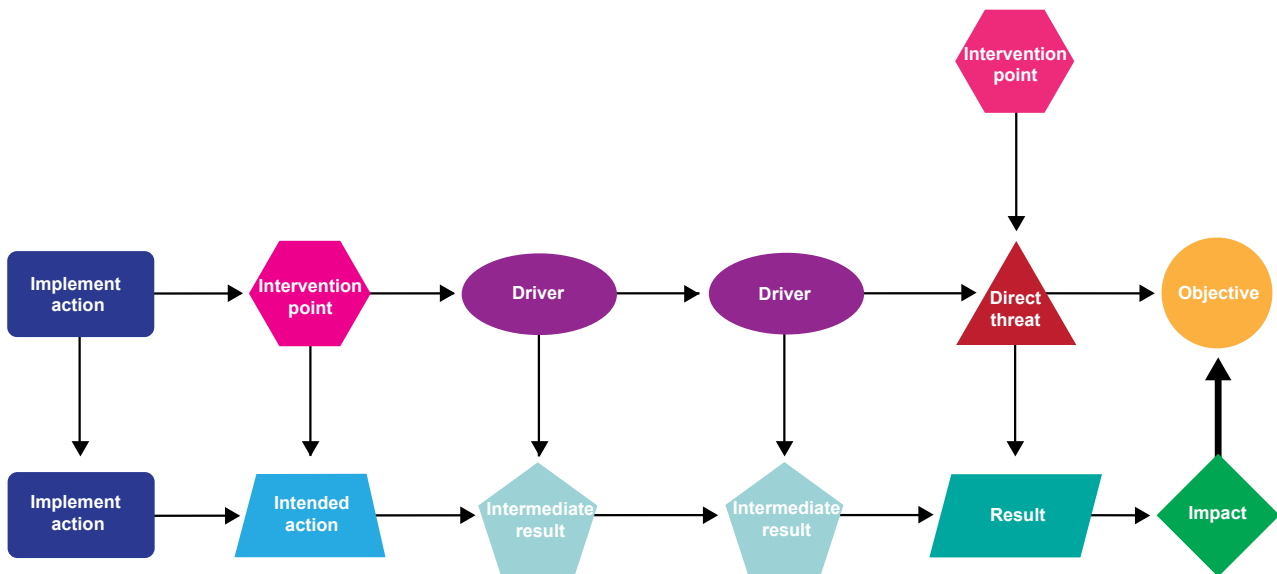 Intervention
point
Implement
action
Intervention
point
Driver
Driver
Direct
threat
Objective
Implement
action
Intended
action
Intermediate
result
Intermediate
result
Result
Impact